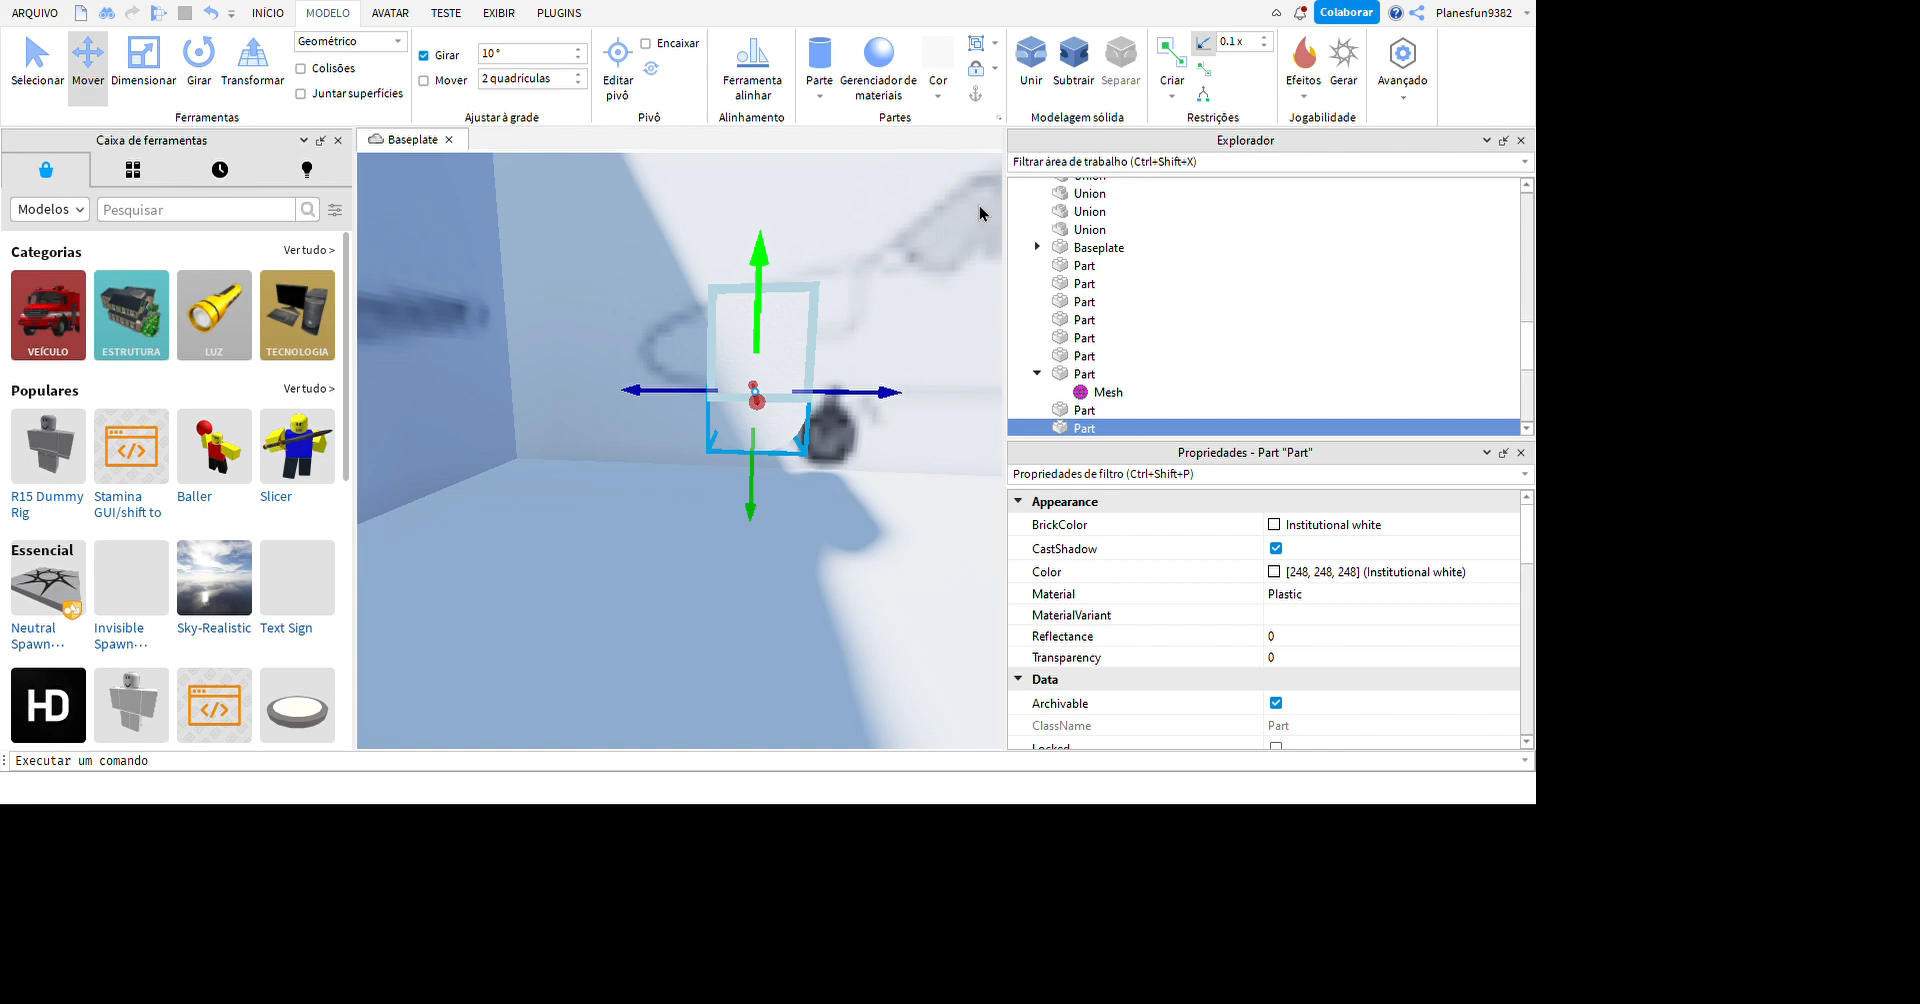 ARQUIVO INÍCIO MODELO AVATAR TESTE EXIBIR PLUGINS Colaborar Planesfun9382
Selecionar Mover Dimensionar Girar Transformar
Geométrico
Colisões
Juntar superfícies
Ferramentas
Girar 10 °
Mover 2 quadrículas
Ajustar à grade
Editar pivô
Encaixar
Pivô
Ferramenta alinhar
Alinhamento
Parte
Gerenciador de materiais
Cor
Partes
Unir Subtrair Separar
Modelagem sólida
Criar
0.1 x
Restrições
Efeitos Gerar
Jogabilidade
Avançado
Caixa de ferramentas
Modelos
Pesquisar
Categorias Ver tudo >
VEÍCULO ESTRUTURA LUZ TECNOLOGIA
Populares Ver tudo >
R15 Dummy Rig
Stamina GUI/shift to
Baller
Slicer
Essencial
Neutral Spawn···
Invisible Spawn···
Sky-Realistic
Text Sign
HD
Baseplate
Explorador
Filtrar área de trabalho (Ctrl+Shift+X)
Union
Union
Union
Union
Baseplate
Part
Part
Part
Part
Part
Part
Part
Mesh
Part
Part
Propriedades - Part "Part"
Propriedades de filtro (Ctrl+Shift+P)
Appearance
BrickColor Institutional white
CastShadow
Color [248, 248, 248] (Institutional white)
Material Plastic
MaterialVariant
Reflectance 0
Transparency 0
Data
Archivable
ClassName Part
Locked
Executar um comando